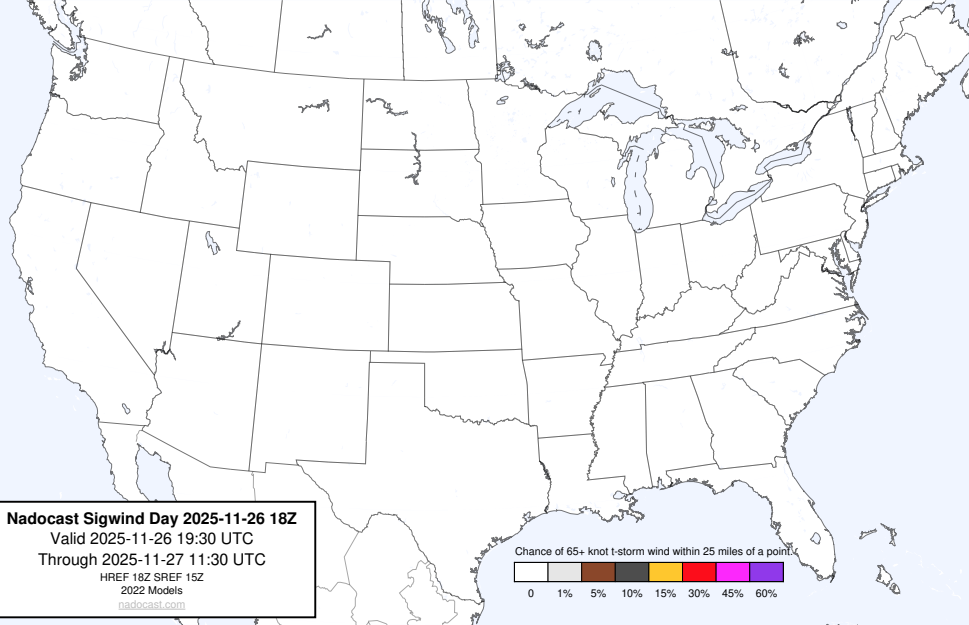 Nadocast Sigwind Day 2025-11-26 18Z
Valid 2025-11-26 19:30 UTC
Through 2025-11-27 11:30 UTC
HREF 18Z SREF 15Z
2022 Models
nadocast.com
Chance of 65+ knot t-storm wind within 25 miles of a point.
0 1% 5% 10% 15% 30% 45% 60%